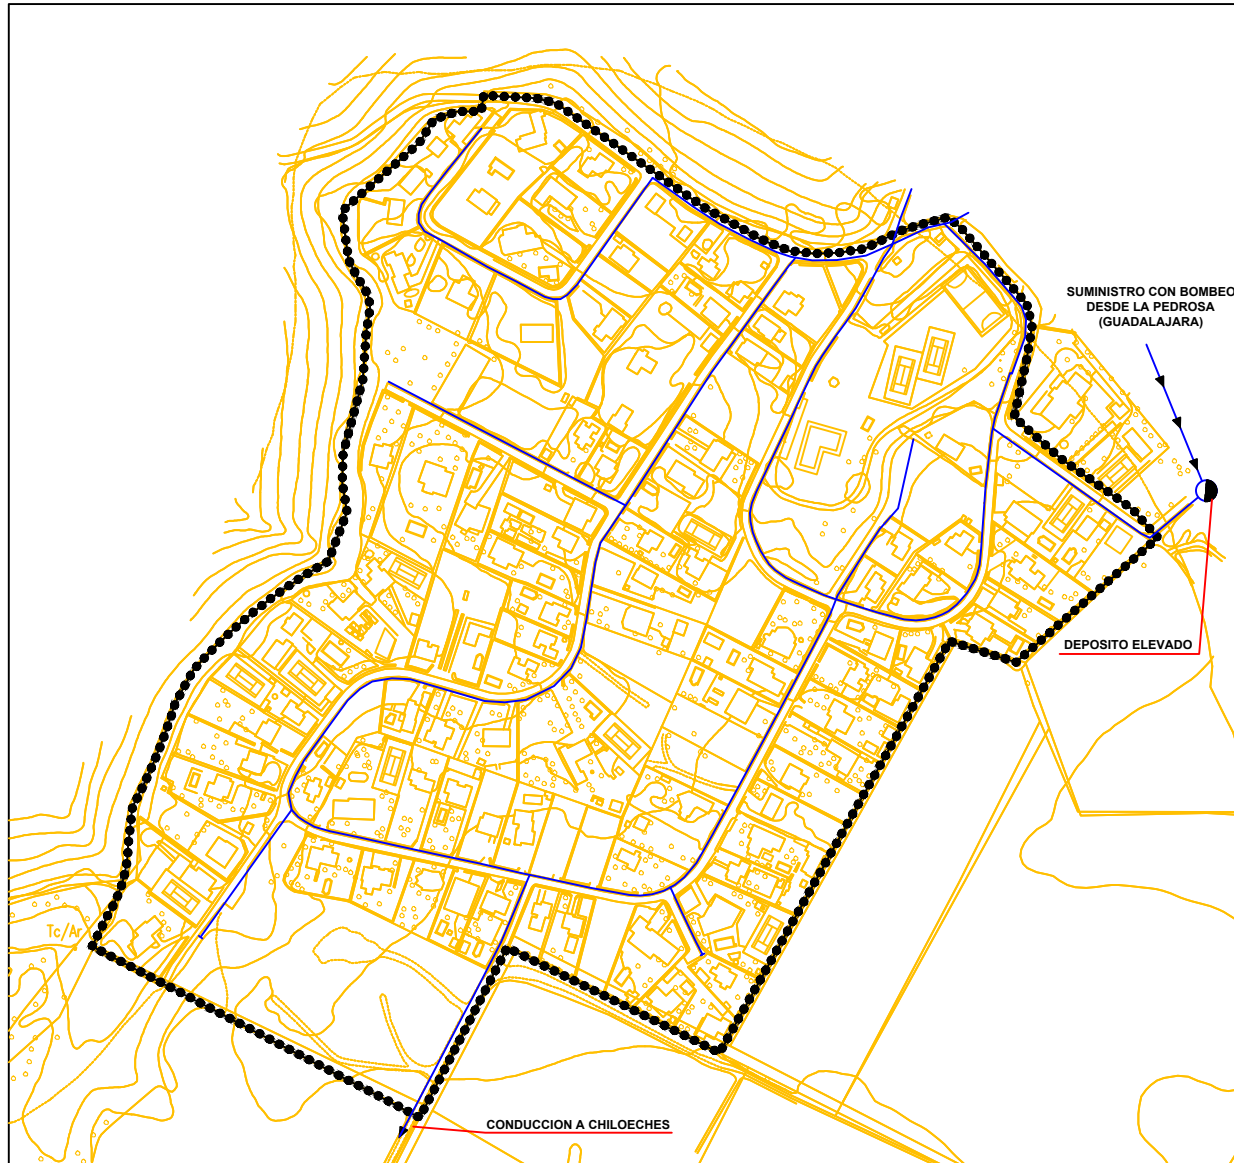 SUMINISTRO CON BOMBEO
DESDE LA PEDROSA
(GUADALAJARA)
DEPOSITO ELEVADO
Tc/Ar
CONDUCCION A CHILOECHES